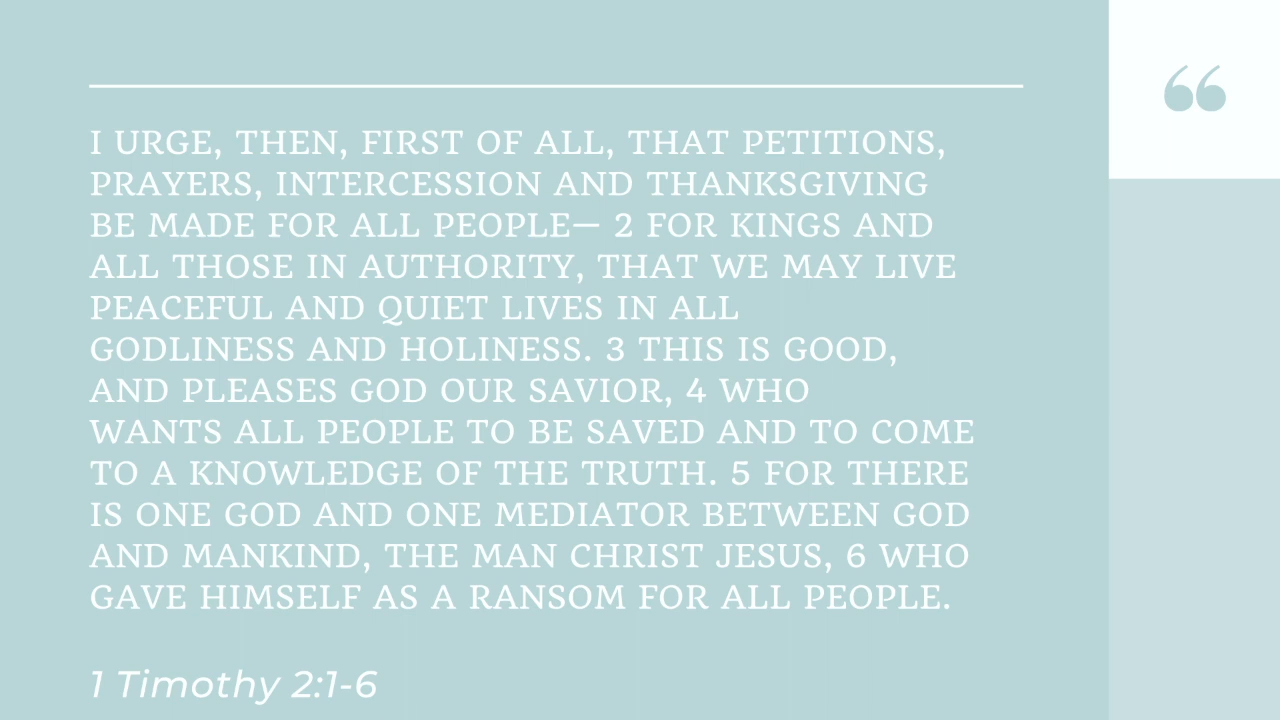 “
I URGE, THEN, FIRST OF ALL, THAT PETITIONS,
PRAYERS, INTERCESSION AND THANKSGIVING
BE MADE FOR ALL PEOPLE— 2 FOR KINGS AND
ALL THOSE IN AUTHORITY, THAT WE MAY LIVE
PEACEFUL AND QUIET LIVES IN ALL
GODLINESS AND HOLINESS. 3 THIS IS GOOD,
AND PLEASES GOD OUR SAVIOR, 4 WHO
WANTS ALL PEOPLE TO BE SAVED AND TO COME
TO A KNOWLEDGE OF THE TRUTH. 5 FOR THERE
IS ONE GOD AND ONE MEDIATOR BETWEEN GOD
AND MANKIND, THE MAN CHRIST JESUS, 6 WHO
GAVE HIMSELF AS A RANSOM FOR ALL PEOPLE.
1 Timothy 2:1-6